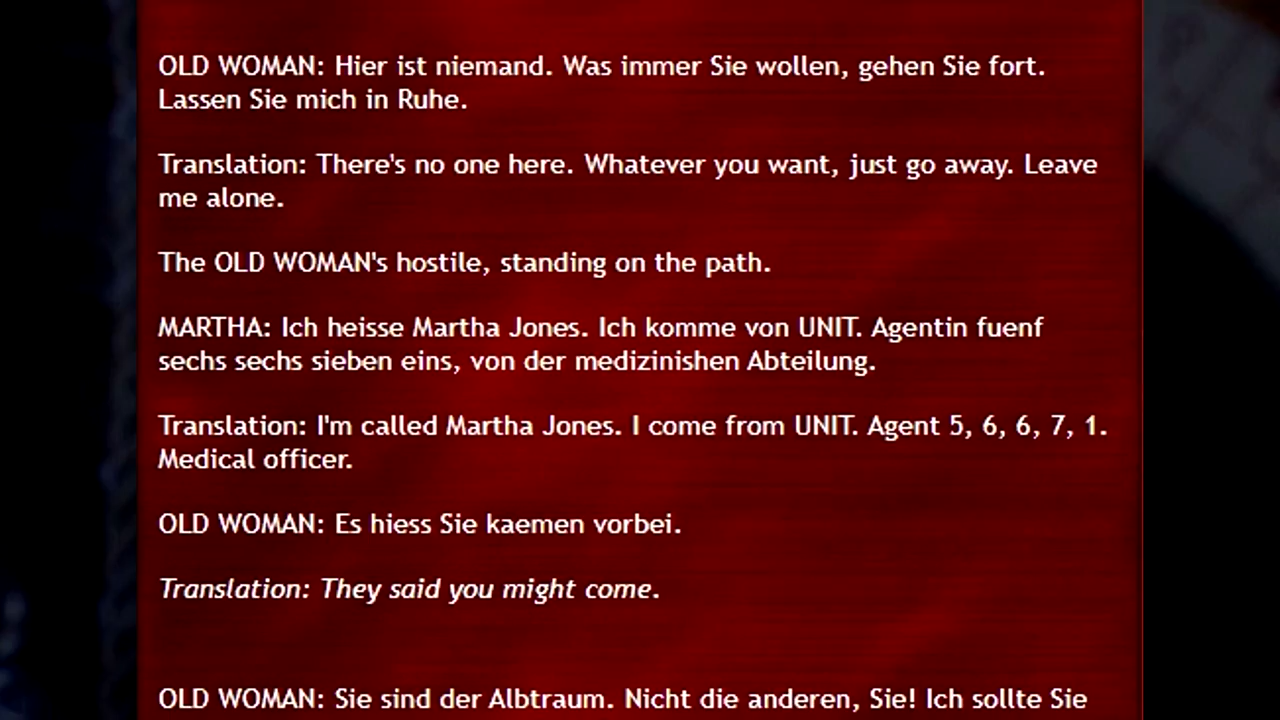 OLD WOMAN: Hier ist niemand. Was immer Sie wollen, gehen Sie fort.
Lassen Sie mich in Ruhe.
Translation: There's no one here. Whatever you want, just go away. Leave
me alone.
The OLD WOMAN's hostile, standing on the path.
MARTHA: Ich heisse Martha Jones. Ich komme von UNIT. Agentin fuenf
sechs sechs sieben eins, von der medizinishen Abteilung.
Translation: I'm called Martha Jones. I come from UNIT. Agent 5, 6, 6, 7, 1.
Medical officer.
OLD WOMAN: Es hiess Sie kaemen vorbei.
Translation: They said you might come.
OLD WOMAN: Sie sind der Albtraum. Nicht die anderen, Sie! Ich sollte Sie